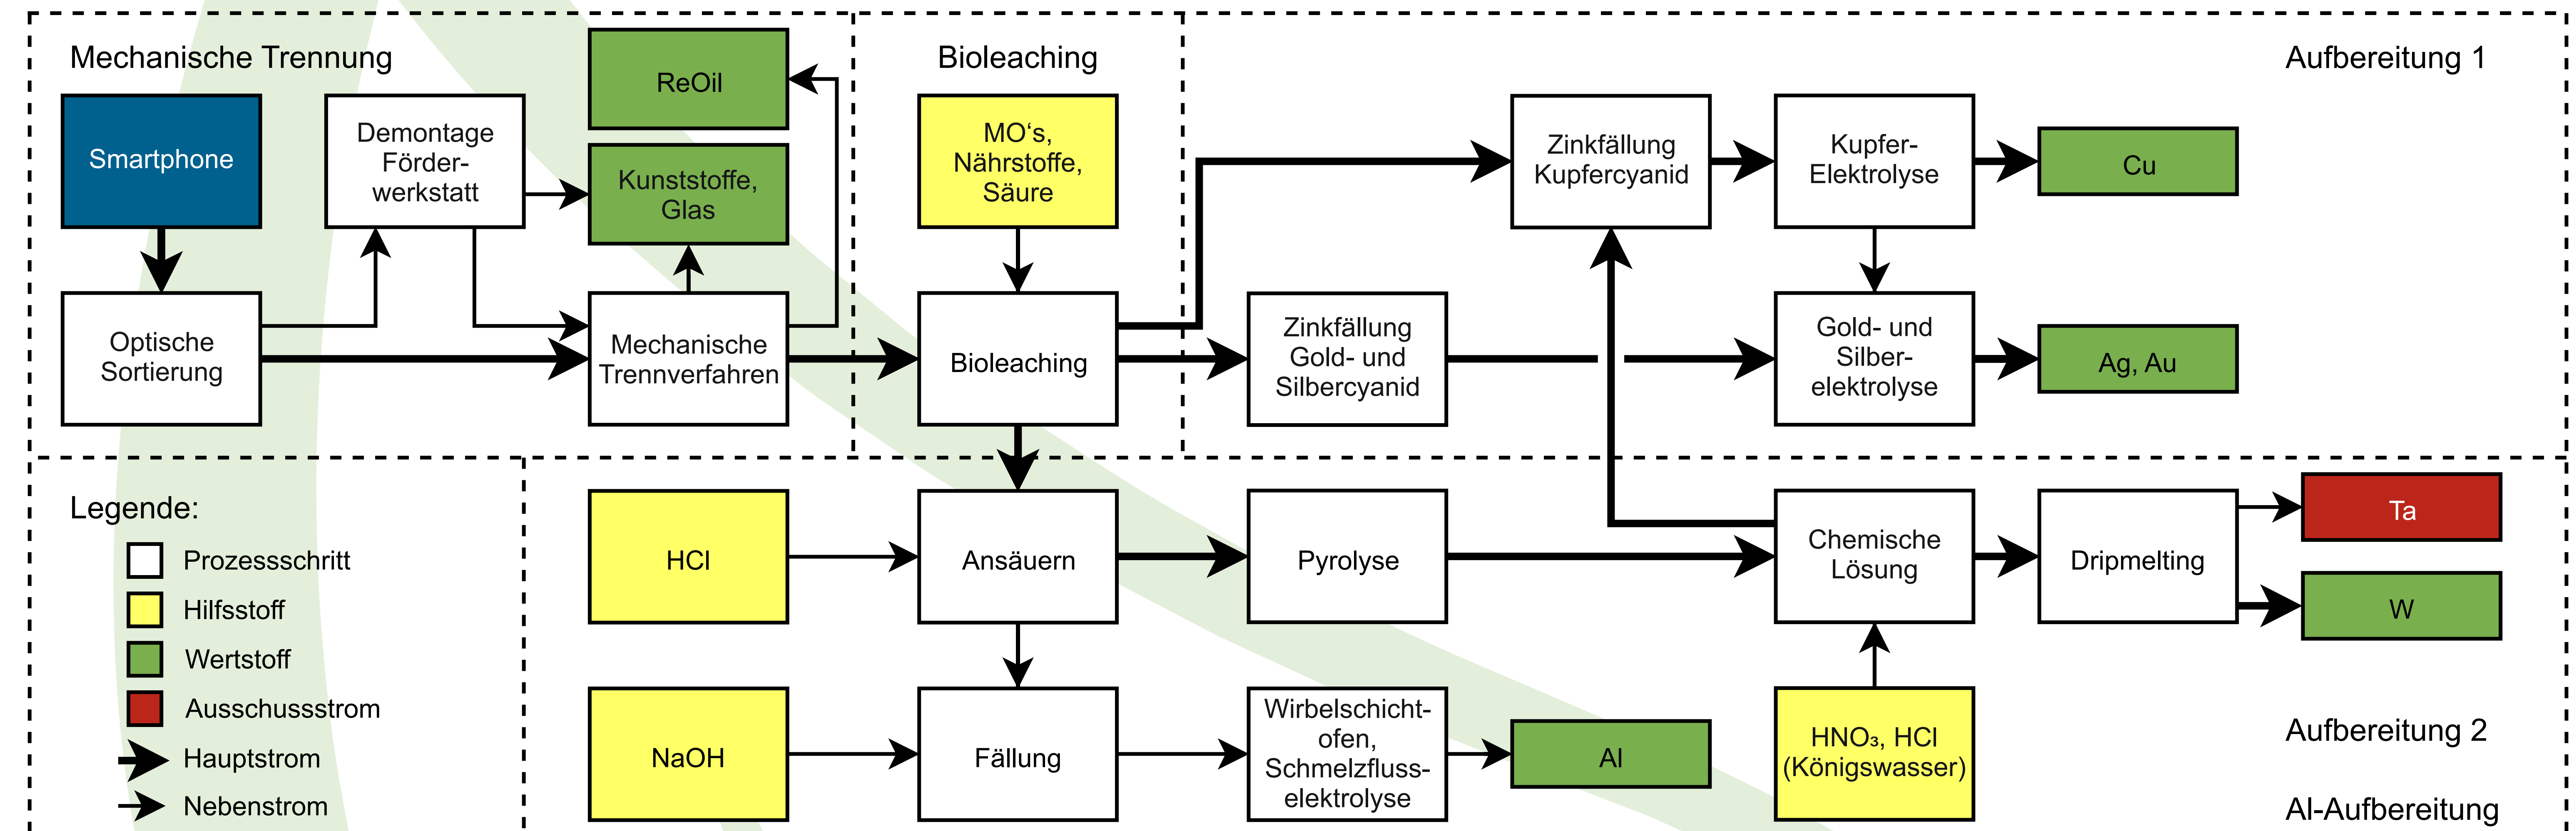 Mechanische Trennung
Smartphone
Optische
Sortierung
Demontage
Förder-
werkstatt
ReOil
Kunststoffe,
Glas
Mechanische
Trennverfahren
Bioleaching
MO‘s,
Nährstoffe,
Säure
Bioleaching
Aufbereitung 1
Zinkfällung
Kupfercyanid
Kupfer-
Elektrolyse
Cu
Zinkfällung
Gold- und
Silbercyanid
Gold- und
Silber-
elektrolyse
Ag, Au
Legende:
Prozessschritt
Hilfsstoff
Wertstoff
Ausschussstrom
Hauptstrom
Nebenstrom
HCl
Ansäuern
Pyrolyse
Chemische
Lösung
Dripmelting
Ta
W
NaOH
Fällung
Wirbelschicht-
ofen,
Schmelzfluss-
elektrolyse
Al
HNO₃, HCl
(Königswasser)
Aufbereitung 2
Al-Aufbereitung